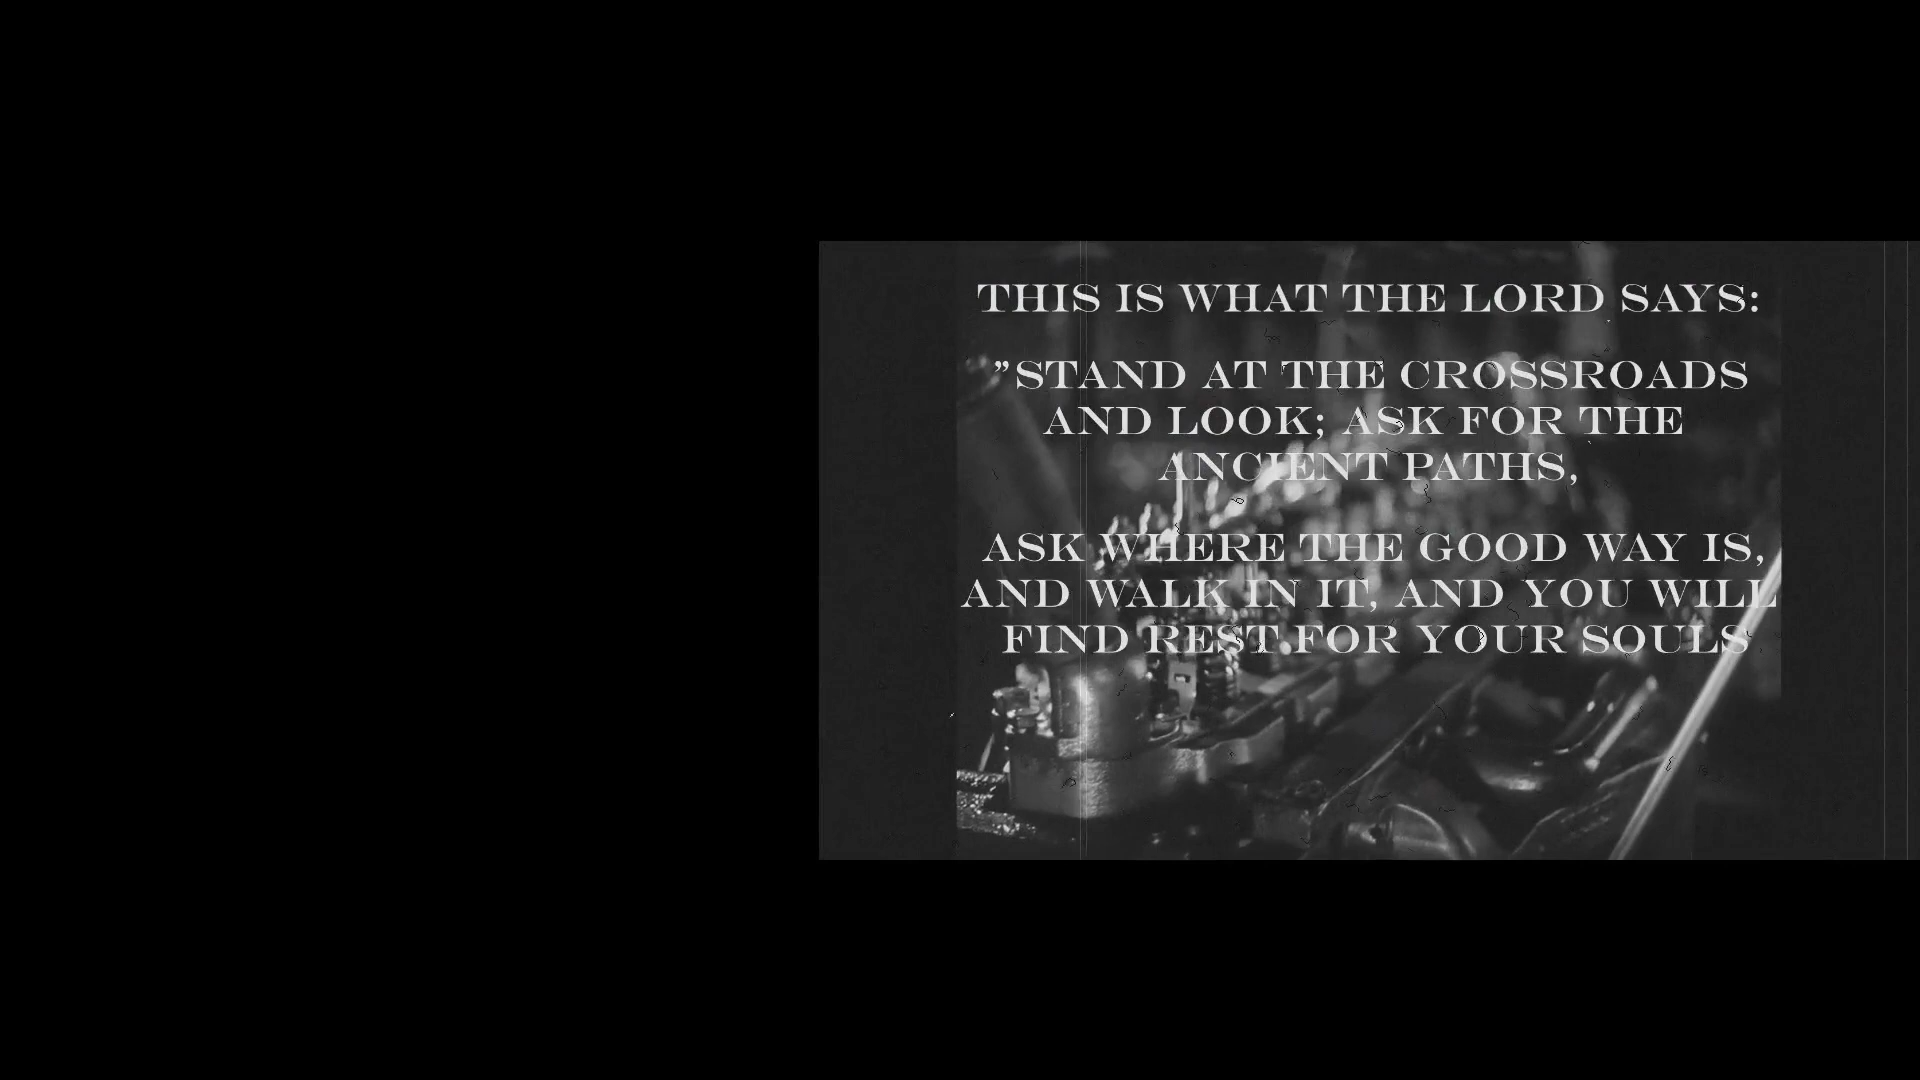 THIS IS WHAT THE LORD SAYS:
”STAND AT THE CROSSROADS
AND LOOK; ASK FOR THE
ANCIENT PATHS,
ASK WHERE THE GOOD WAY IS,
AND WALK IN IT, AND YOU WILL
FIND REST FOR YOUR SOULS